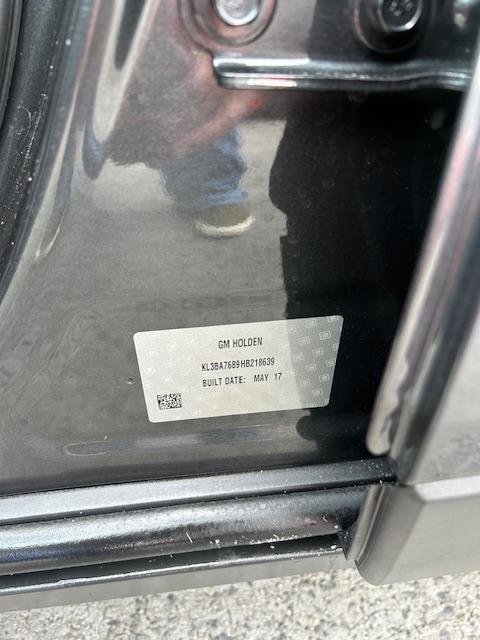 GM HOLDEN
KL3BA7689HB218639
BUILT DATE: MAY 17